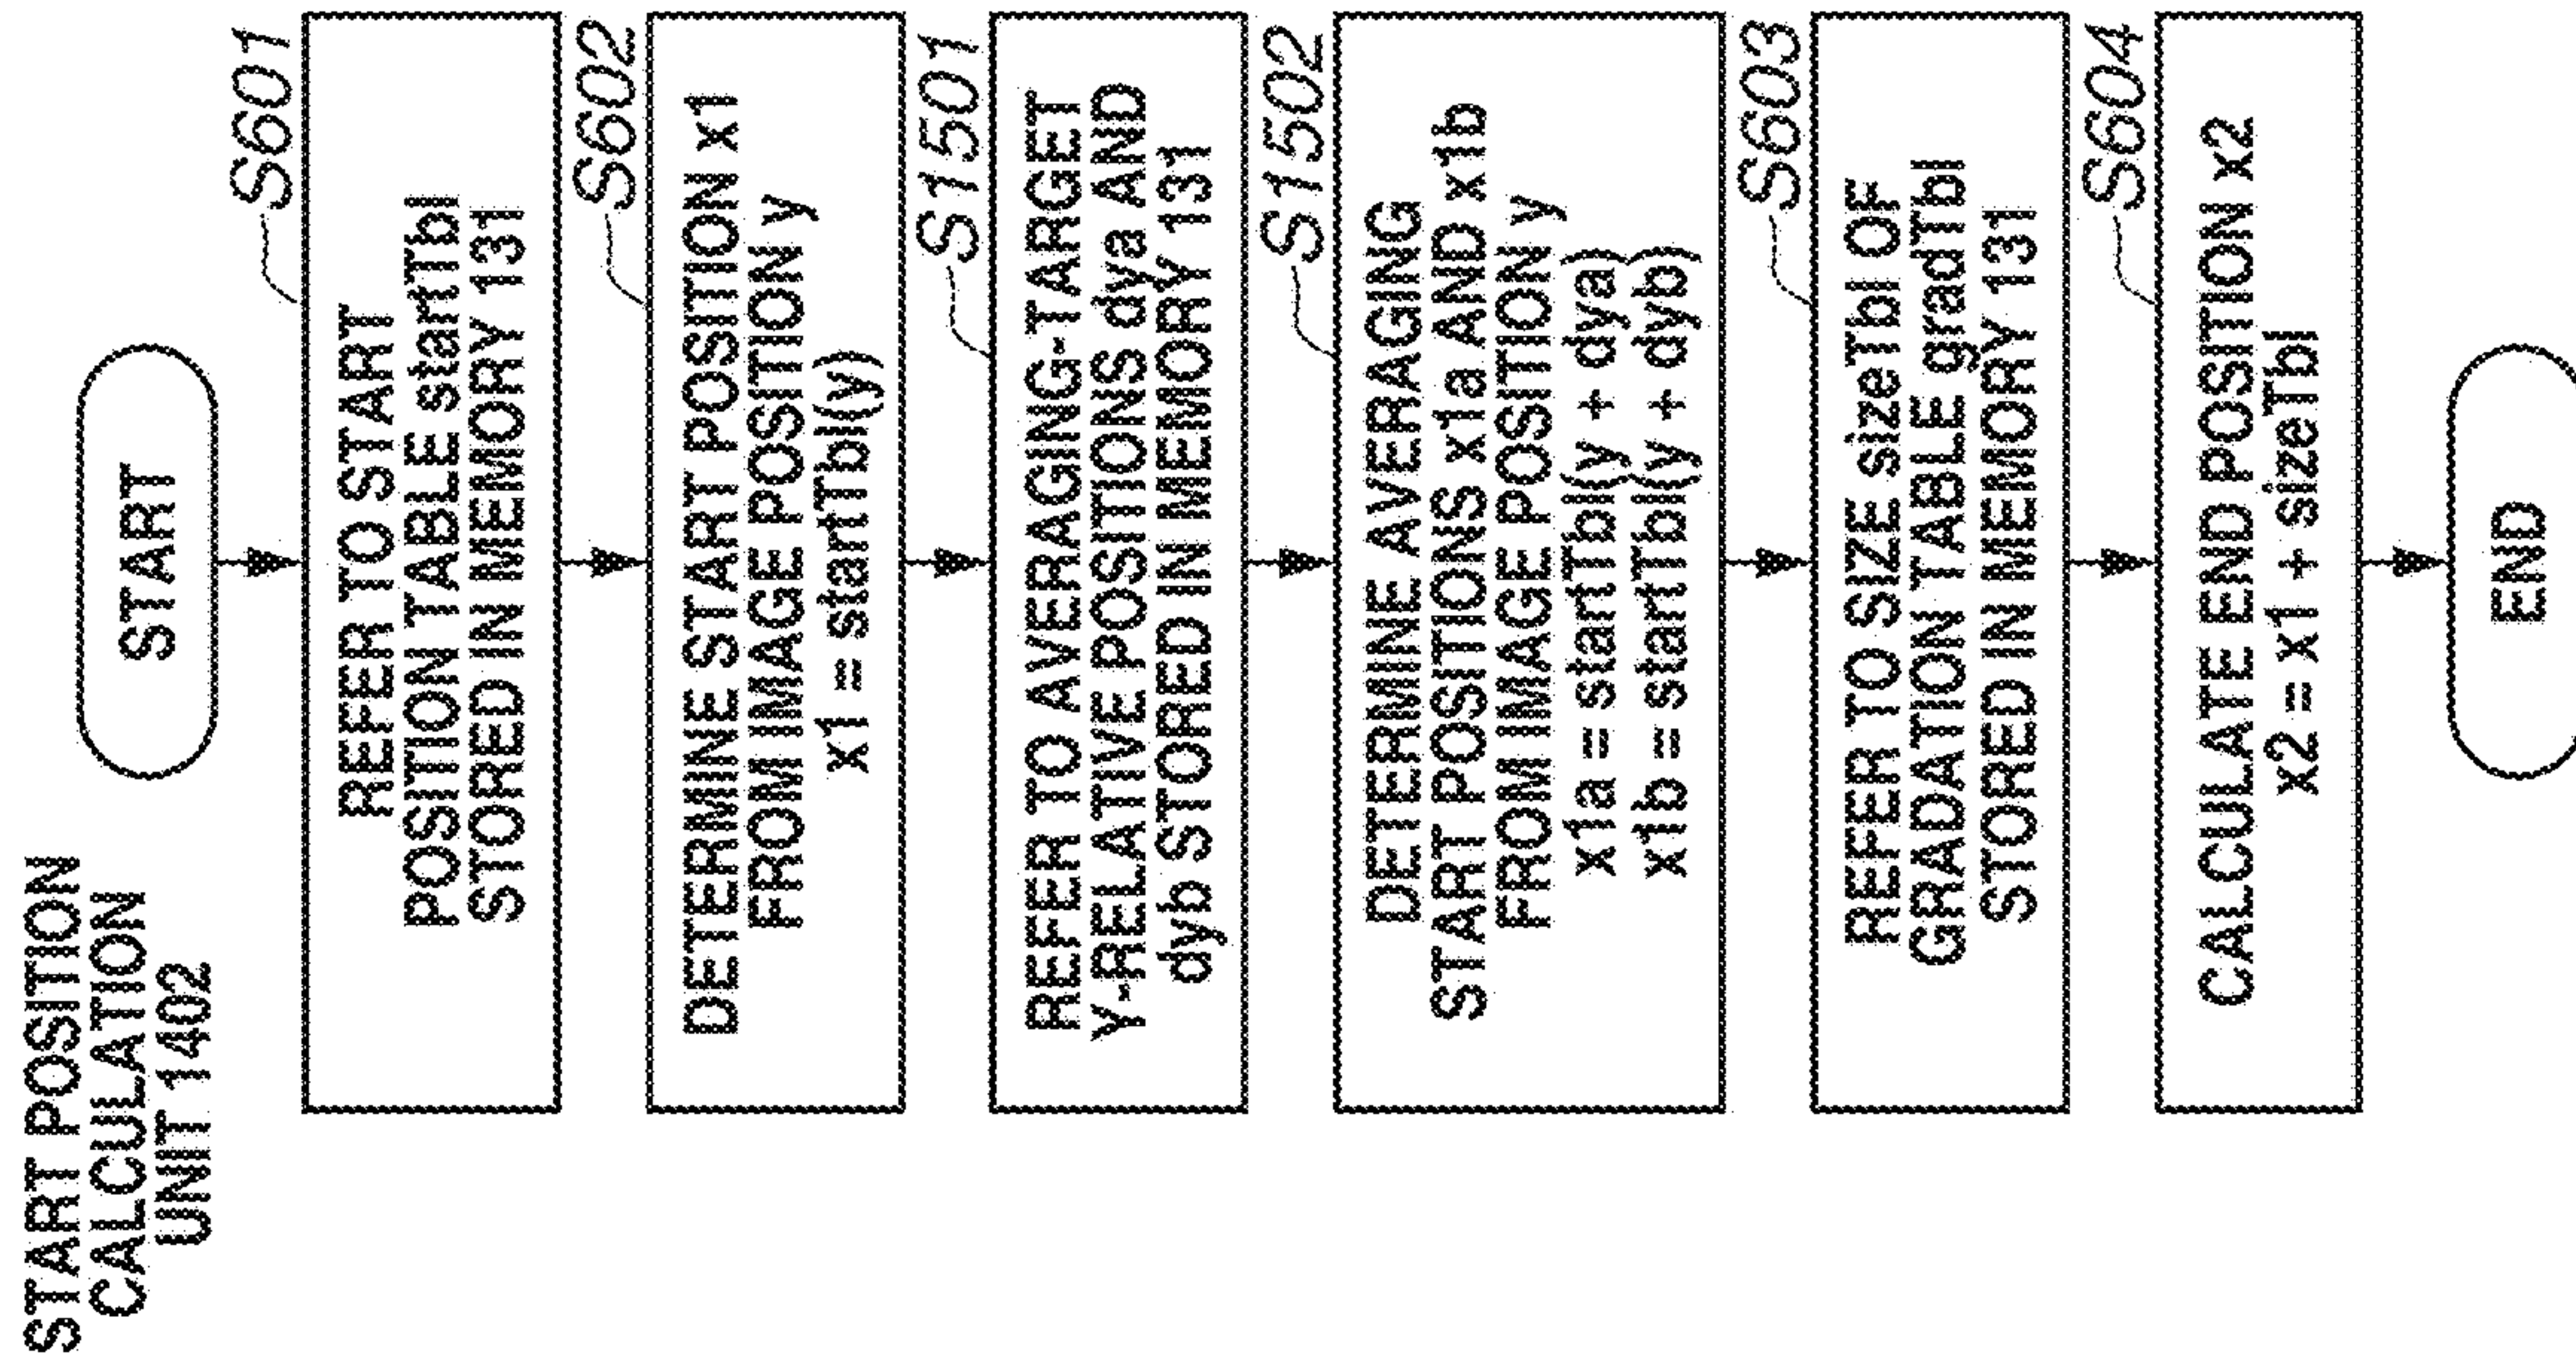 START POSITION
CALCULATION
UNIT 1402
START
S601
REFER TO START
POSITION TABLE startTbl
STORED IN MEMORY 131
S602
DETERMINE START POSITION x1
FROM IMAGE POSITION y
x1 = startTbl(y)
S1501
REFER TO AVERAGING-TARGET
Y-RELATIVE POSITIONS dya AND
dyb STORED IN MEMORY 131
S1502
DETERMINE AVERAGING
START POSITIONS x1a AND x1b
FROM IMAGE POSITION y
x1a = startTbl(y + dya)
x1b = startTbl(y + dyb)
S603
REFER TO SIZE sizeTbl OF
GRADATION TABLE gradTbl
STORED IN MEMORY 131
S604
CALCULATE END POSITION x2
x2 = x1 + sizeTbl
END